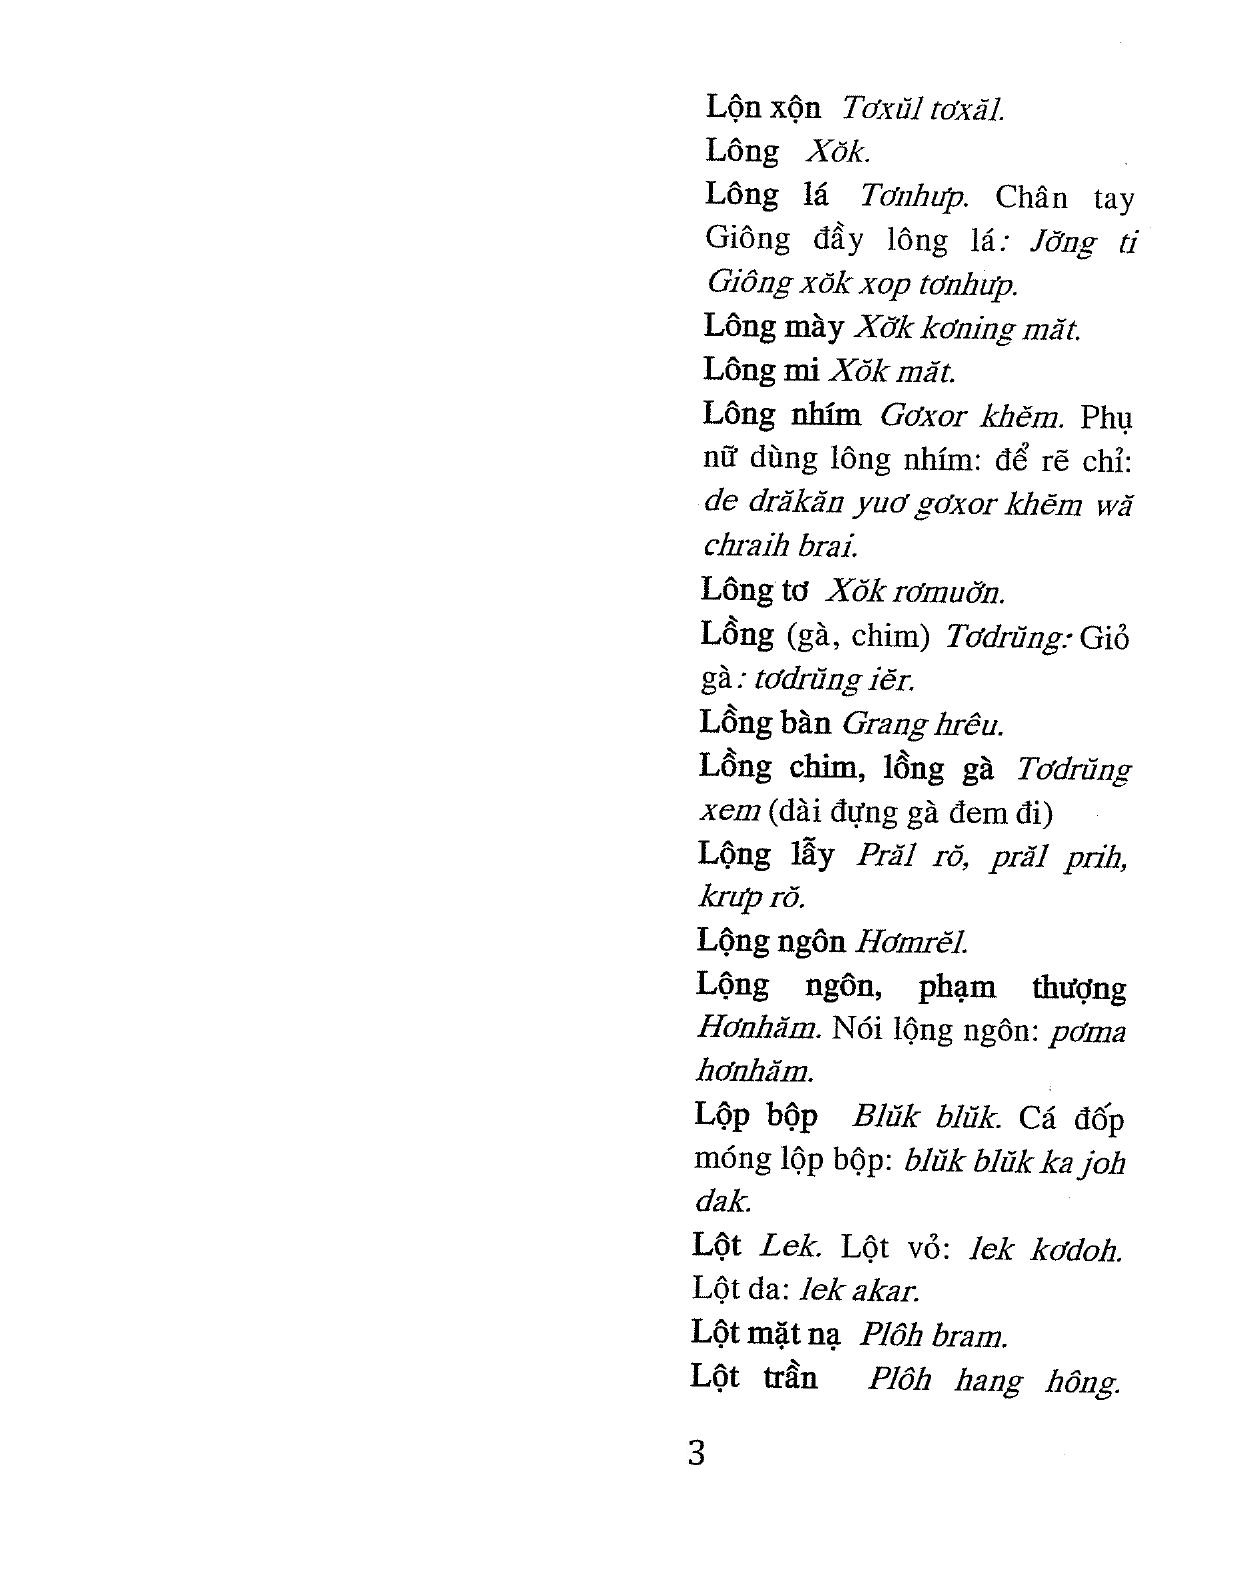 Lộn xộn Tơxŭl tơxăl.
Lông Xŏk.
Lông lá Tơnhưp. Chân tay
Giông đầy lông lá: Jơ̆ng ti
Giông xŏk xop tơnhưp.
Lông mày Xơ̆k kơning măt.
Lông mi Xŏk măt.
Lông nhím Gơxor khĕm. Phụ
nữ dùng lông nhím: để rẽ chỉ:
de drăkăn yuơ gơxor khĕm wă
chraih brai.
Lông tơ Xŏk rơmuơ̆n.
Lồng (gà, chim) Tơdrŭng: Giỏ
gà: tơdrŭng iĕr.
Lồng bàn Grang hrêu.
Lồng chim, lồng gà Tơdrŭng
xem (dài đựng gà đem đi)
Lộng lẫy Prăl rŏ, prăl prih,
krưp rŏ.
Lộng ngôn Hơmrĕl.
Lộng ngôn, phạm thượng
Hơnhăm. Nói lộng ngôn: pơma
hơnhăm.
Lộp bộp Blŭk blŭk. Cá đốp
móng lộp bộp: blŭk blŭk ka joh
dak.
Lột Lek. Lột vỏ: lek kơdoh.
Lột da: lek akar.
Lột mặt nạ Plôh bram.
Lột trần Plôh hang hông.
3